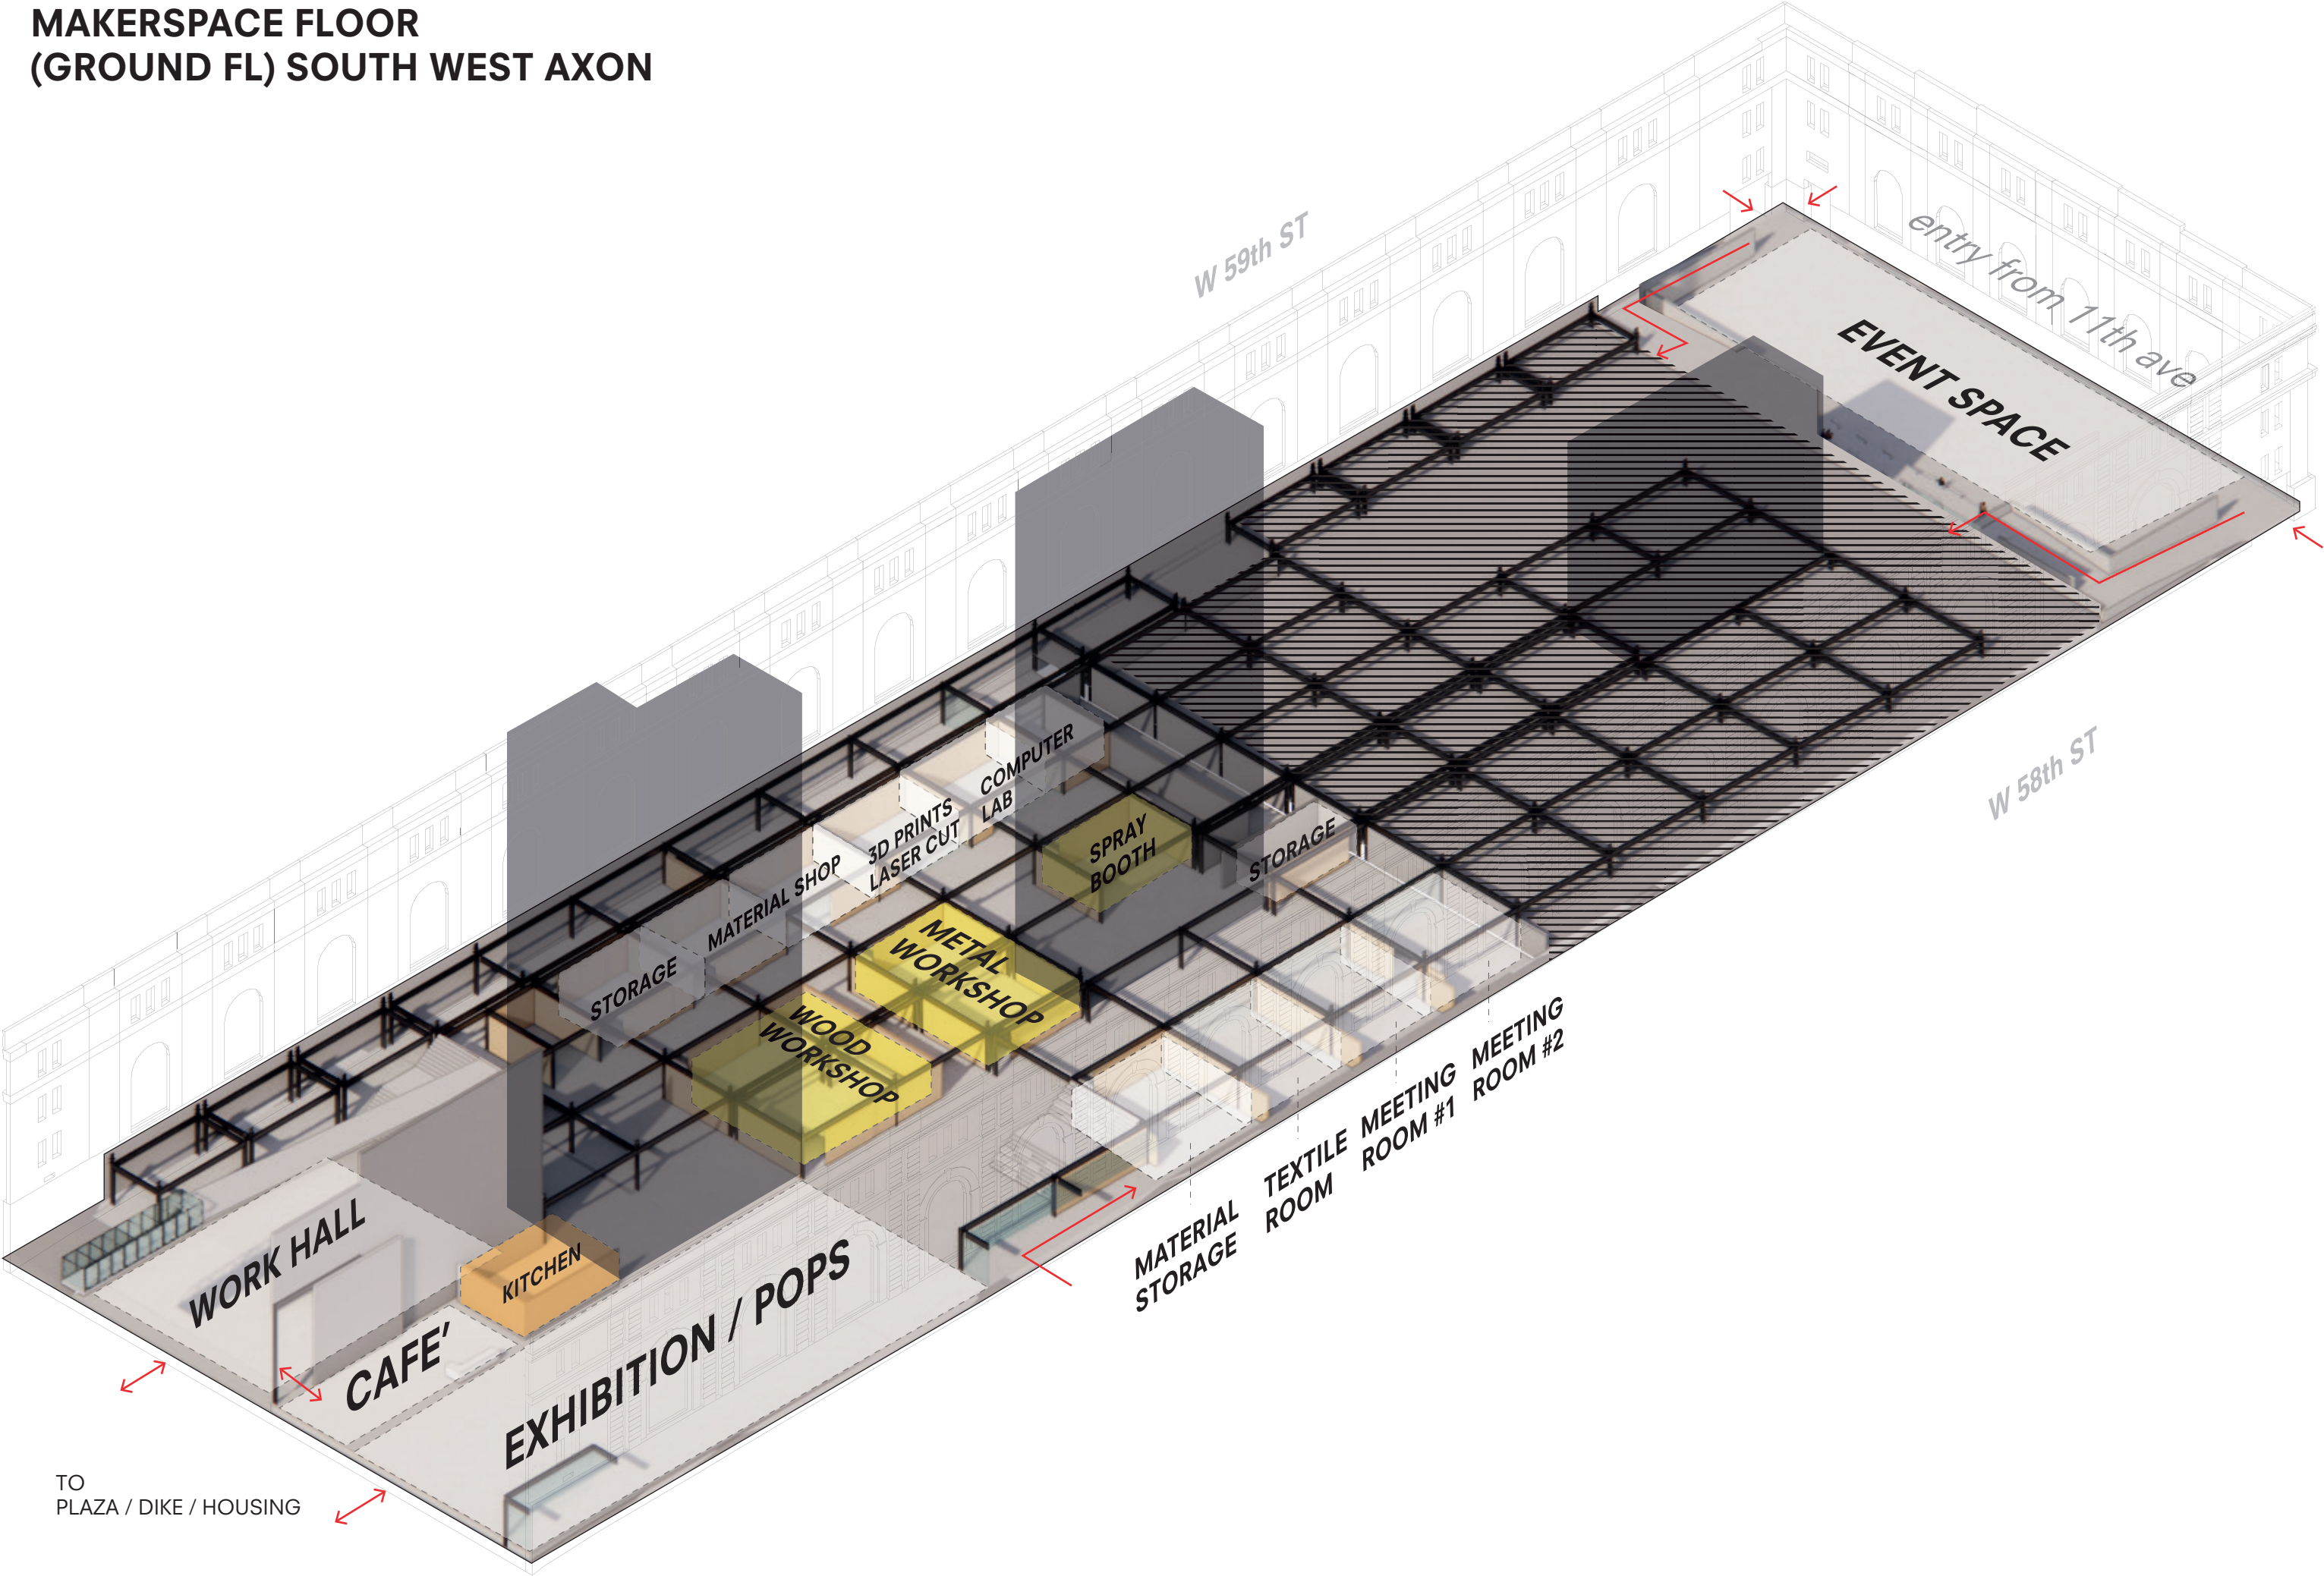 MAKERSPACE FLOOR
(GROUND FL) SOUTH WEST AXON
W 59th ST
entry from 11th ave
EVENT SPACE
W 58th ST
COMPUTER
LAB
3D PRINTS
LASER CUT
MATERIAL SHOP
STORAGE
SPRAY
BOOTH
STORAGE
METAL
WORKSHOP
WOOD
WORKSHOP
MEETING
ROOM #2
MEETING
ROOM #1
TEXTILE
ROOM
MATERIAL
STORAGE
WORK HALL
KITCHEN
CAFE'
EXHIBITION / POPS
TO
PLAZA / DIKE / HOUSING